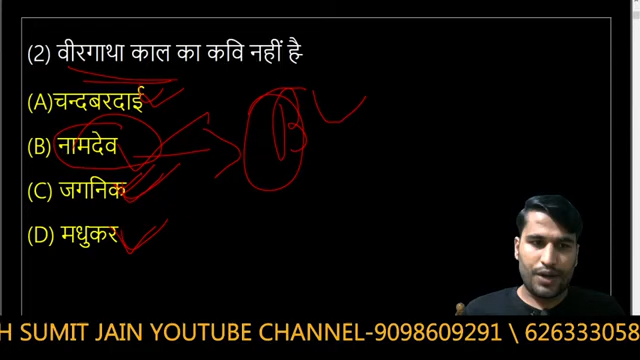 (2) वीरगाथा काल का कवि नहीं है-
(A)चन्दबरदाई
(B) नामदेव
B
(C) जगनिक
(D) मधुकर
H SUMIT JAIN YOUTUBE CHANNEL-9098609291 \ 626333058